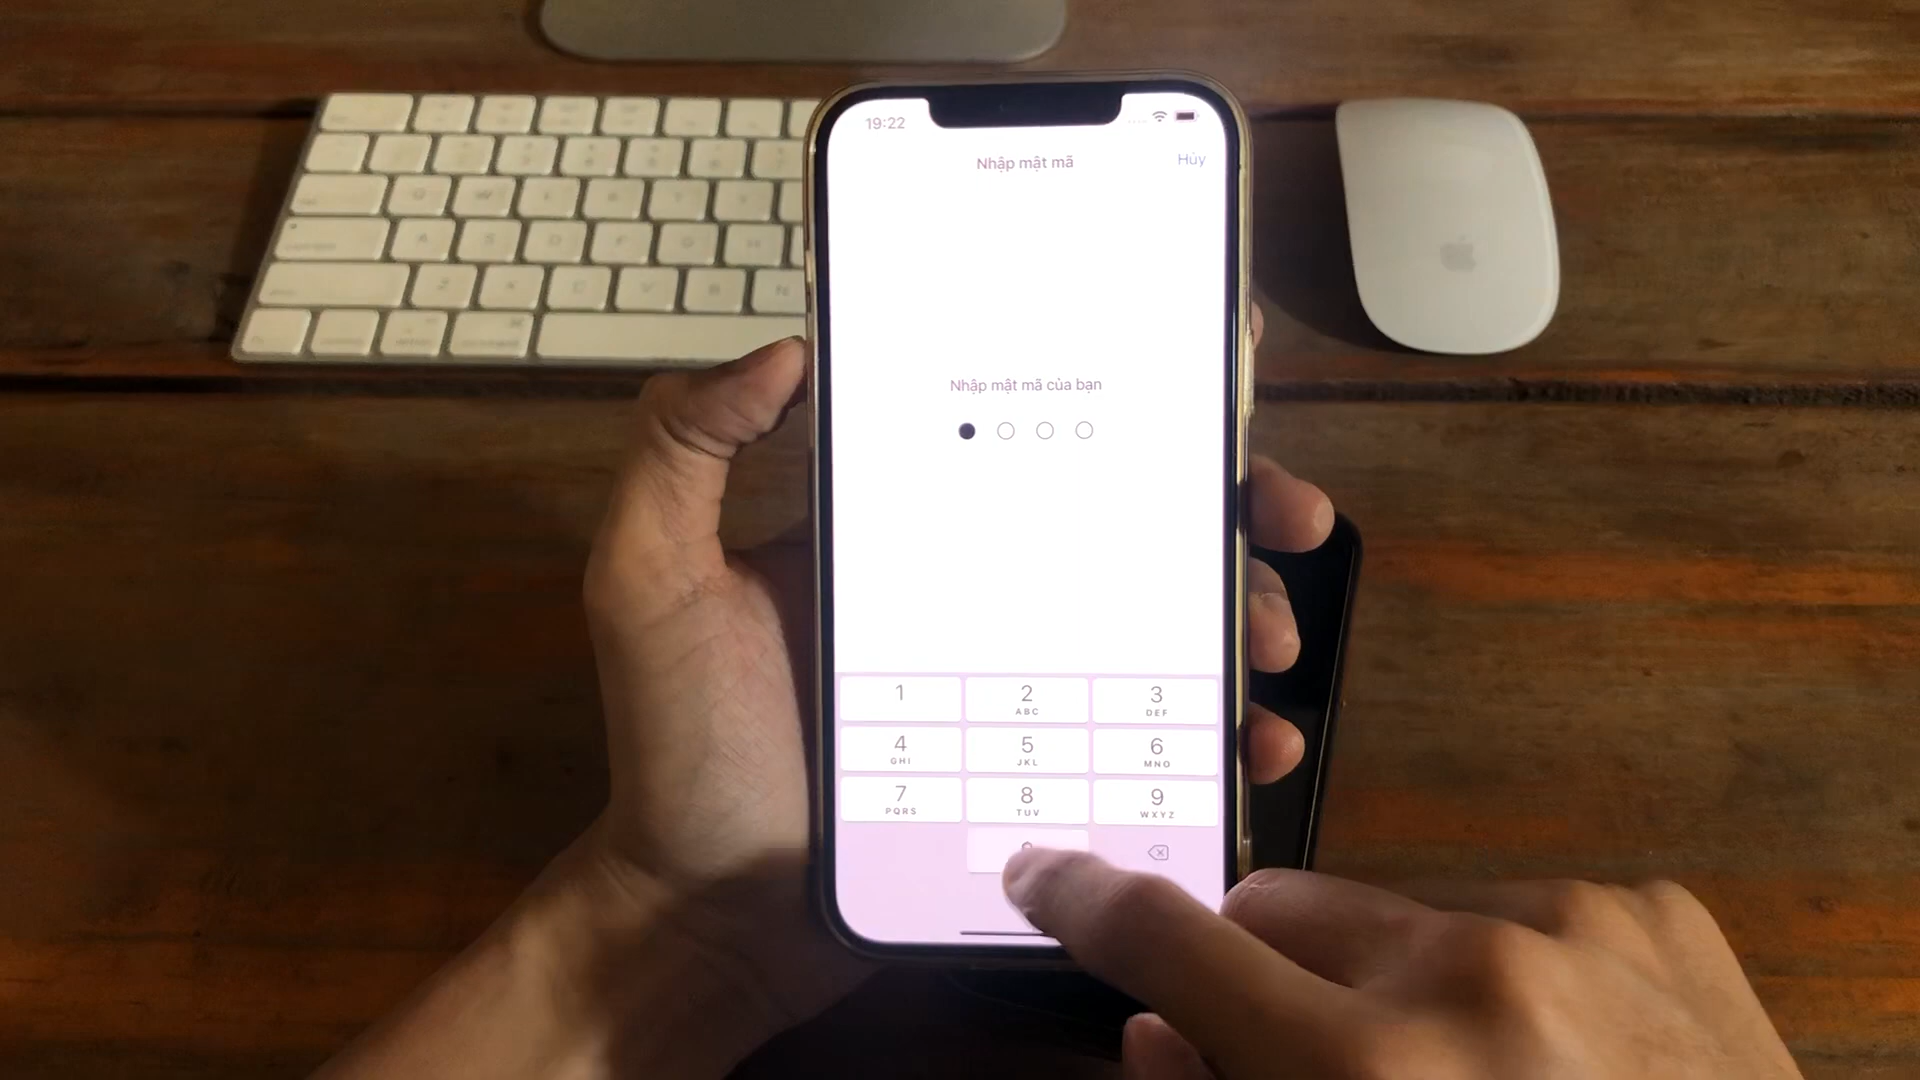 19:22
Nhập mật mã
Hủy
Nhập mật mã của bạn
1
2
ABC
3
DEF
4
GHI
5
JKL
6
MNO
7
PQRS
8
TUV
9
WXYZ